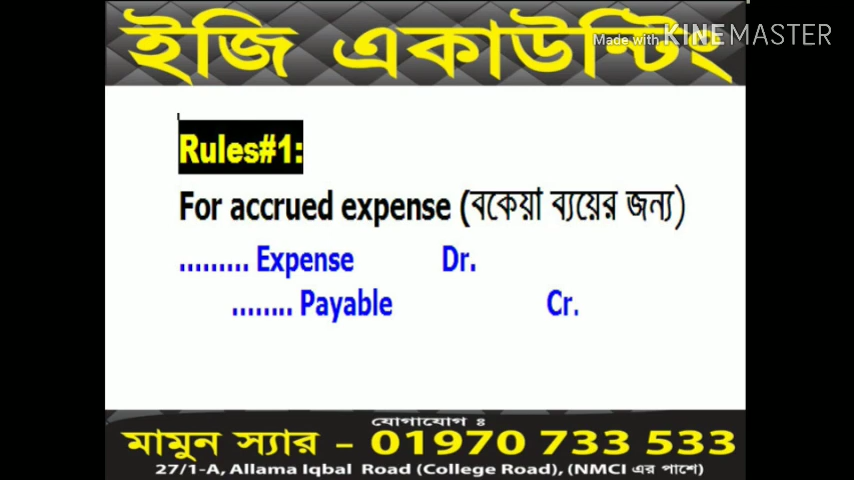 ইজি একাউন্টিং
Made with KINEMASTER
Rules#1:
For accrued expense (বকেয়া ব্যয়ের জন্য)
......... Expense Dr.
........ Payable Cr.
যোগাযোগ ঃ
মামুন স্যার – 01970 733 533
27/1-A, Allama Iqbal Road (College Road), (NMCI এর পাশে)